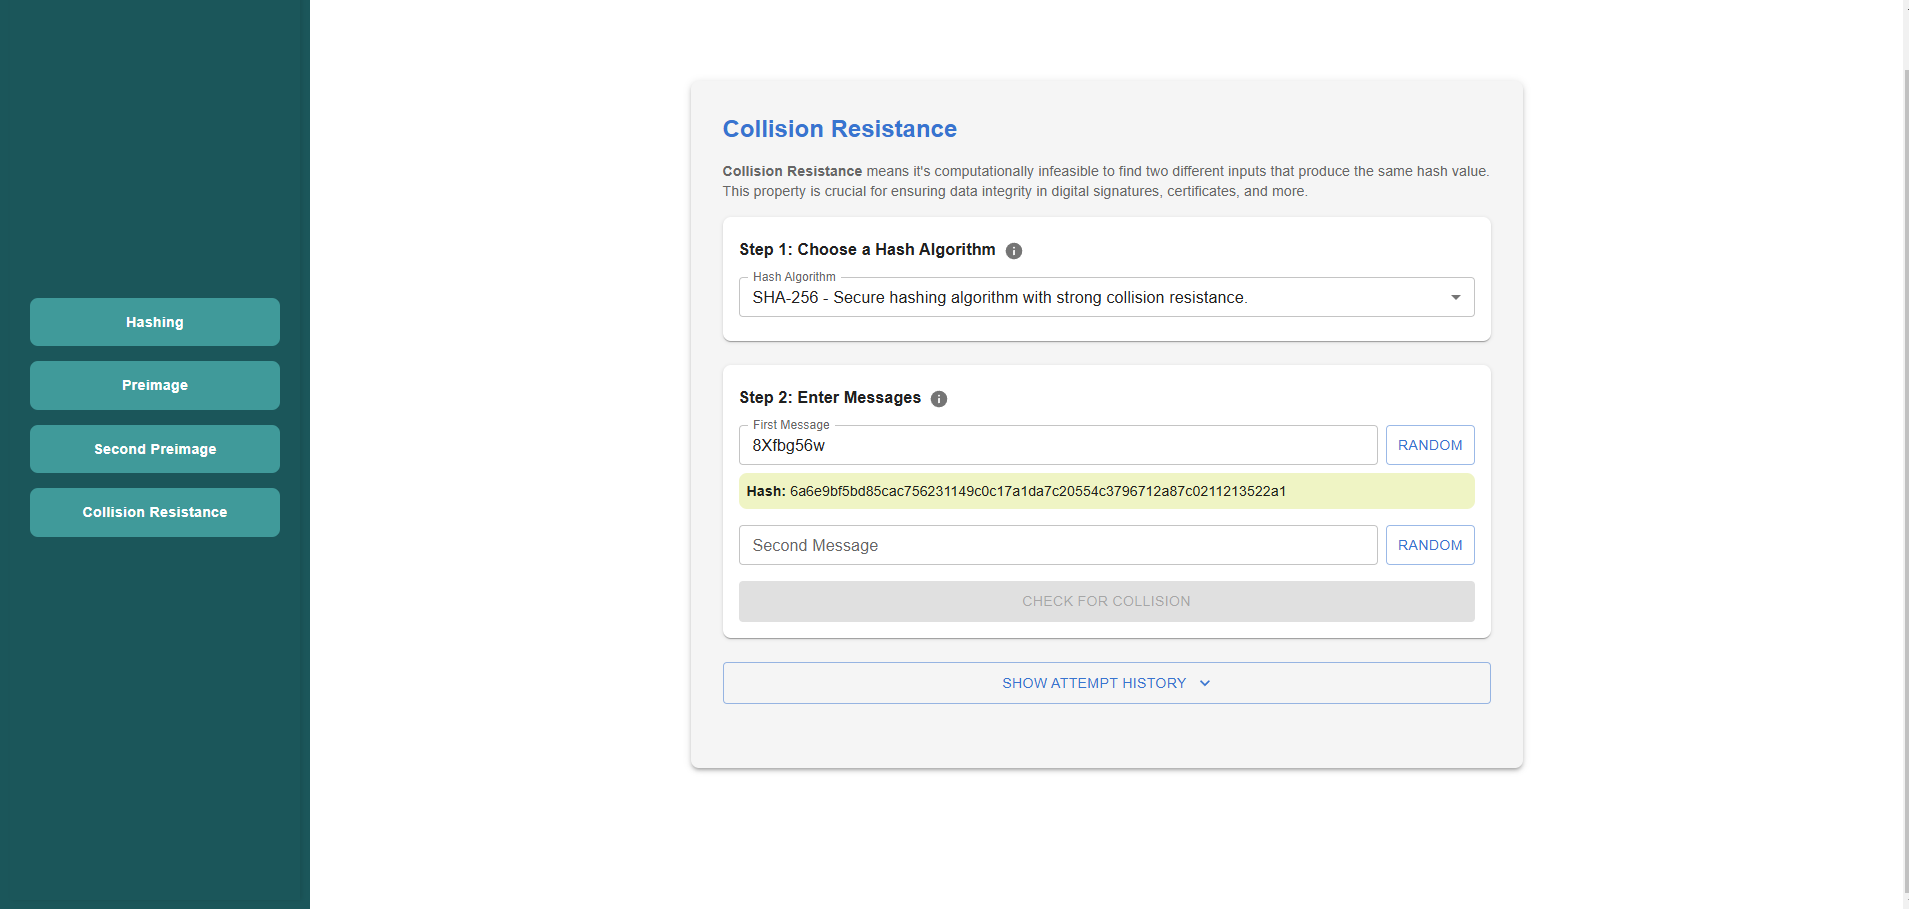 Hashing
Preimage
Second Preimage
Collision Resistance
Collision Resistance
Collision Resistance means it's computationally infeasible to find two different inputs that produce the same hash value.
This property is crucial for ensuring data integrity in digital signatures, certificates, and more.
Step 1: Choose a Hash Algorithm
Hash Algorithm
SHA-256 - Secure hashing algorithm with strong collision resistance.
Step 2: Enter Messages
First Message
8Xfbg56w
RANDOM
Hash: 6a6e9bf5bd85cac756231149c0c17a1da7c20554c3796712a87c0211213522a1
Second Message
RANDOM
CHECK FOR COLLISION
SHOW ATTEMPT HISTORY